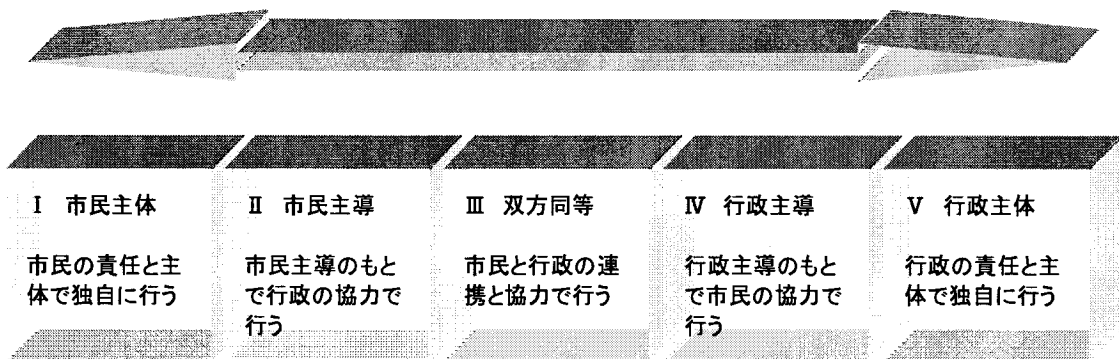 Ⅰ 市民主体
市民の責任と主
体で独自に行う
Ⅱ 市民主導
市民主導のもと
で行政の協力で
行う
Ⅲ 双方同等
市民と行政の連
携と協力で行う
Ⅳ 行政主導
行政主導のもと
で市民の協力で
行う
Ⅴ 行政主体
行政の責任と主
体で独自に行う